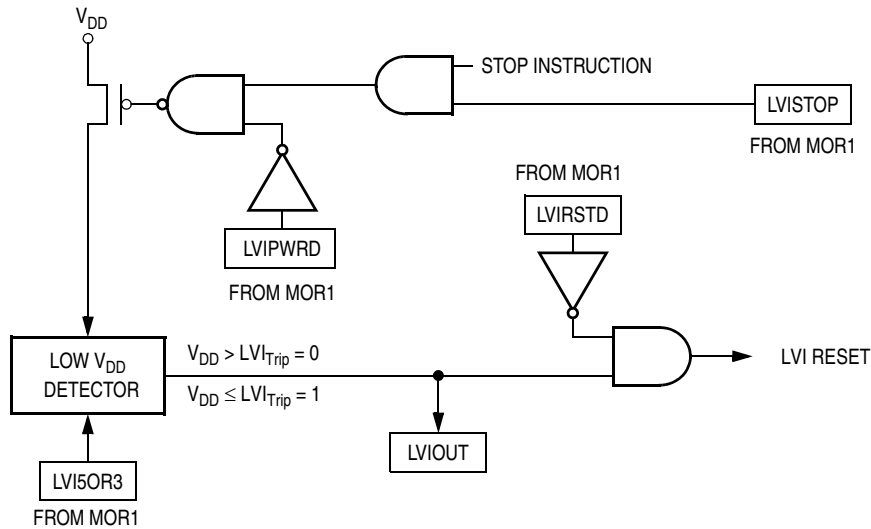 VDD
STOP INSTRUCTION
LVISTOP
FROM MOR1
FROM MOR1
LVIRSTD
LVIPWRD
FROM MOR1
LOW VDD
DETECTOR
VDD > LVITrip = 0
VDD ≤ LVITrip = 1
LVI RESET
LVIOUT
LVI5OR3
FROM MOR1